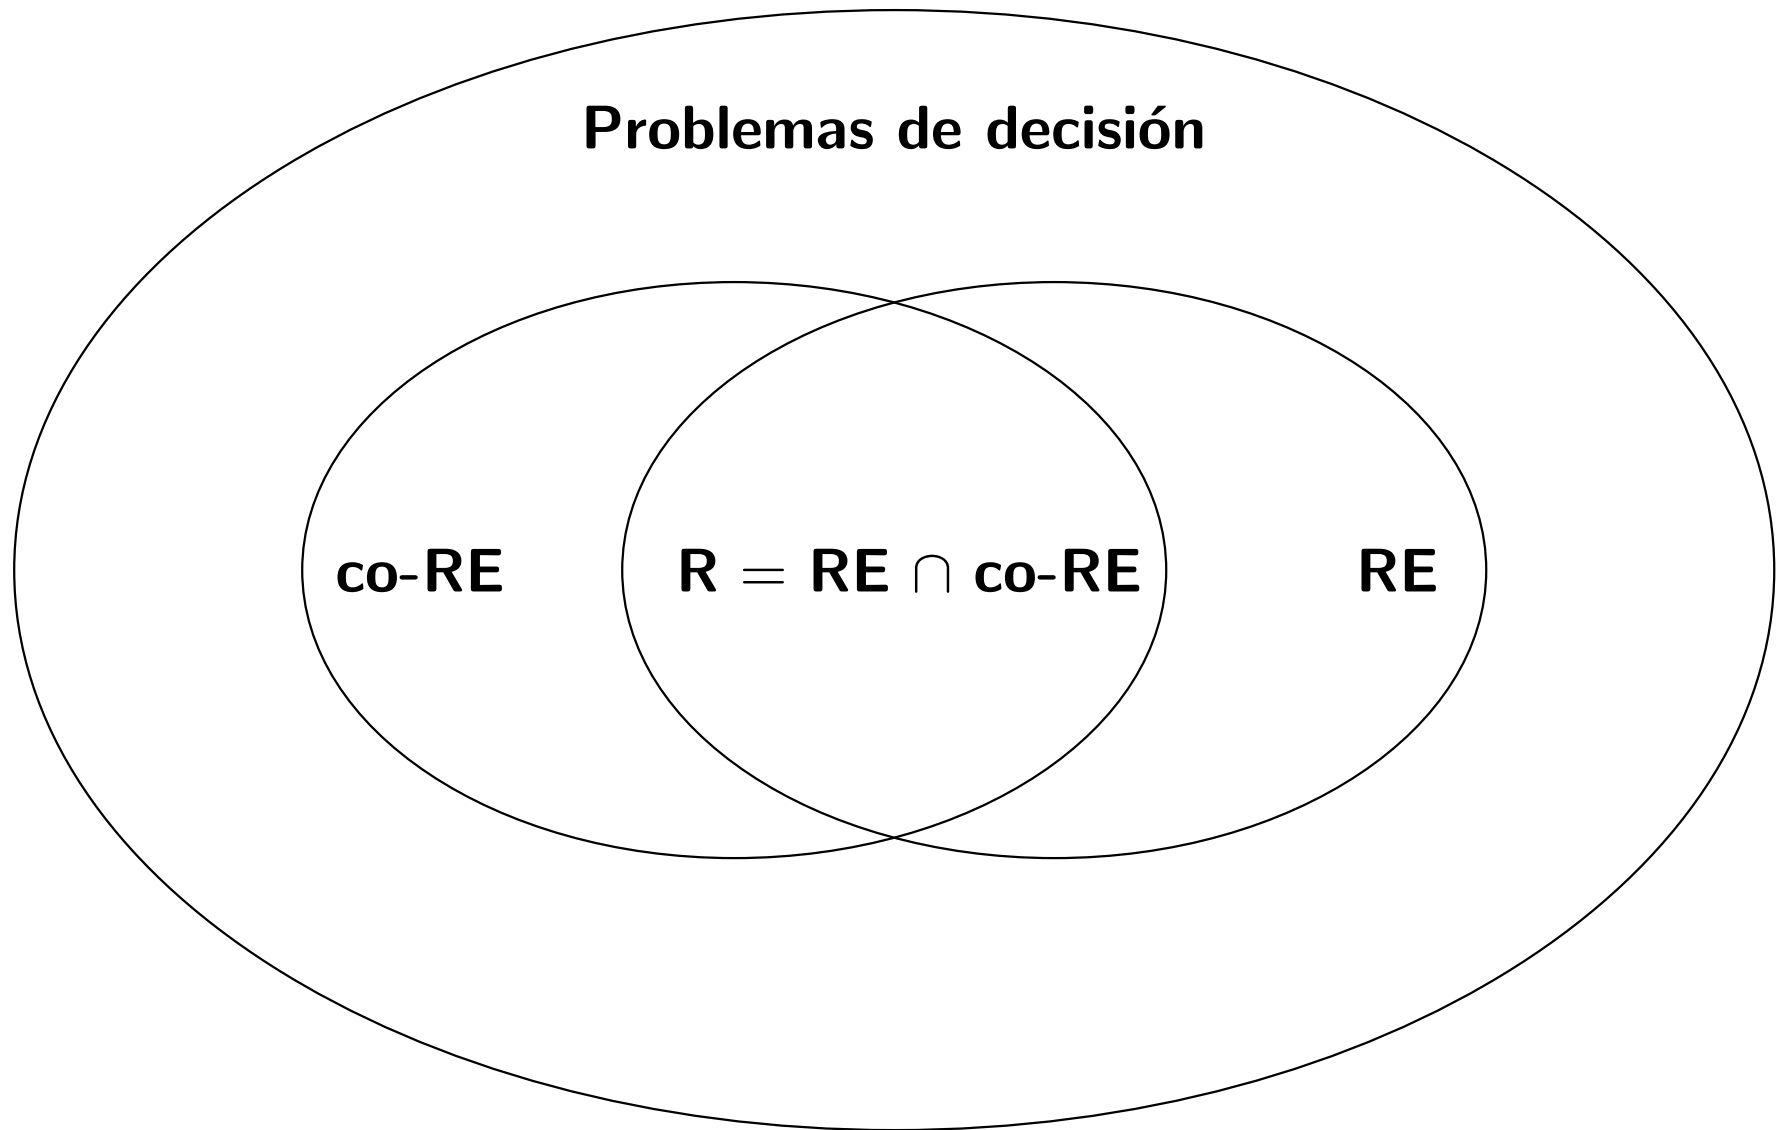 Problemas de decisión
co-RE
R = RE ∩ co-RE
RE